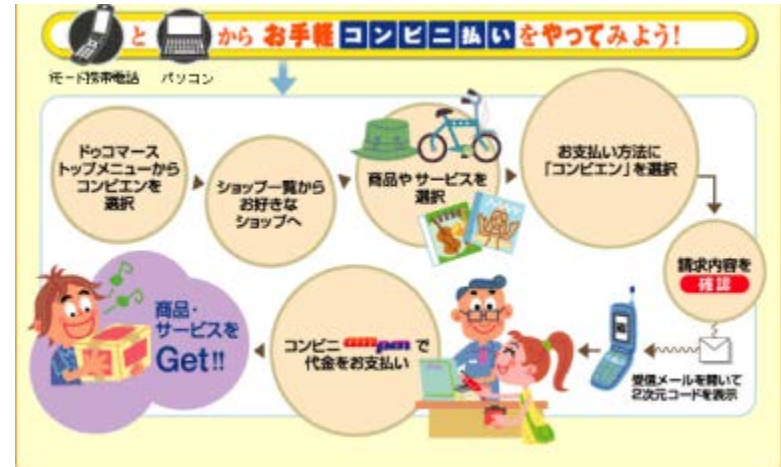 と から お手軽コンビニ払いをやってみよう!
iモード携帯電話 パソコン
ドゥコマース
トップメニューから
コンビエンを
選択
ショップ一覧から
お好きな
ショップへ
商品やサービスを
選択
お支払い方法に
「コンビエン」を選択
請求内容を
確認
受信メールを開いて
2次元コードを表示
コンビニ am pm で
代金をお支払い
商品・
サービスを
Get!!